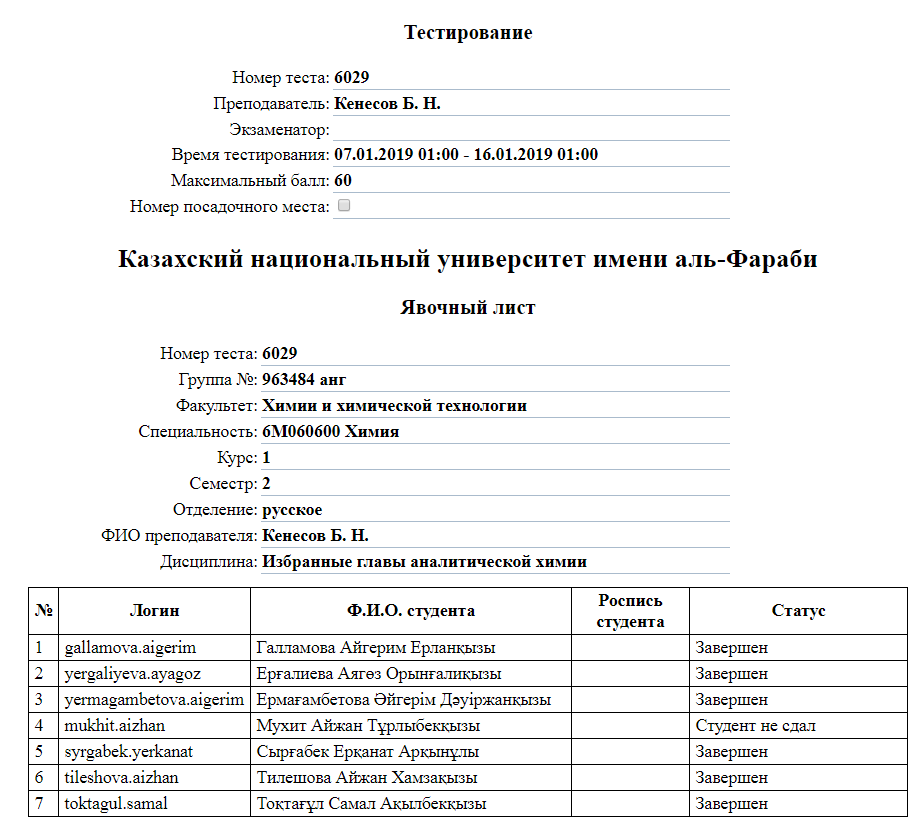 Тестирование
Номер теста: 6029
Преподаватель: Кенесов Б. Н.
Экзаменатор:
Время тестирования: 07.01.2019 01:00 - 16.01.2019 01:00
Максимальный балл: 60
Номер посадочного места:
Казахский национальный университет имени аль-Фараби
Явочный лист
Номер теста: 6029
Группа №: 963484 анг
Факультет: Химии и химической технологии
Специальность: 6М060600 Химия
Курс: 1
Семестр: 2
Отделение: русское
ФИО преподавателя: Кенесов Б. Н.
Дисциплина: Избранные главы аналитической химии
№ Логин Ф.И.О. студента Роспись студента Статус
1 gallamova.aigerim Галламова Айгерим Ерланқызы Завершен
2 yergaliyeva.ayagoz Ерғалиева Аягөз Орынғалиқызы Завершен
3 yermagambetova.aigerim Ермағамбетова Әйгерім Дәуіржанқызы Завершен
4 mukhit.aizhan Мухит Айжан Тұрлыбекқызы Студент не сдал
5 syrgabek.yerkanat Сырғабек Ерқанат Арқынұлы Завершен
6 tileshova.aizhan Тилешова Айжан Хамзақызы Завершен
7 toktagul.samal Тоқтағұл Самал Ақылбекқызы Завершен